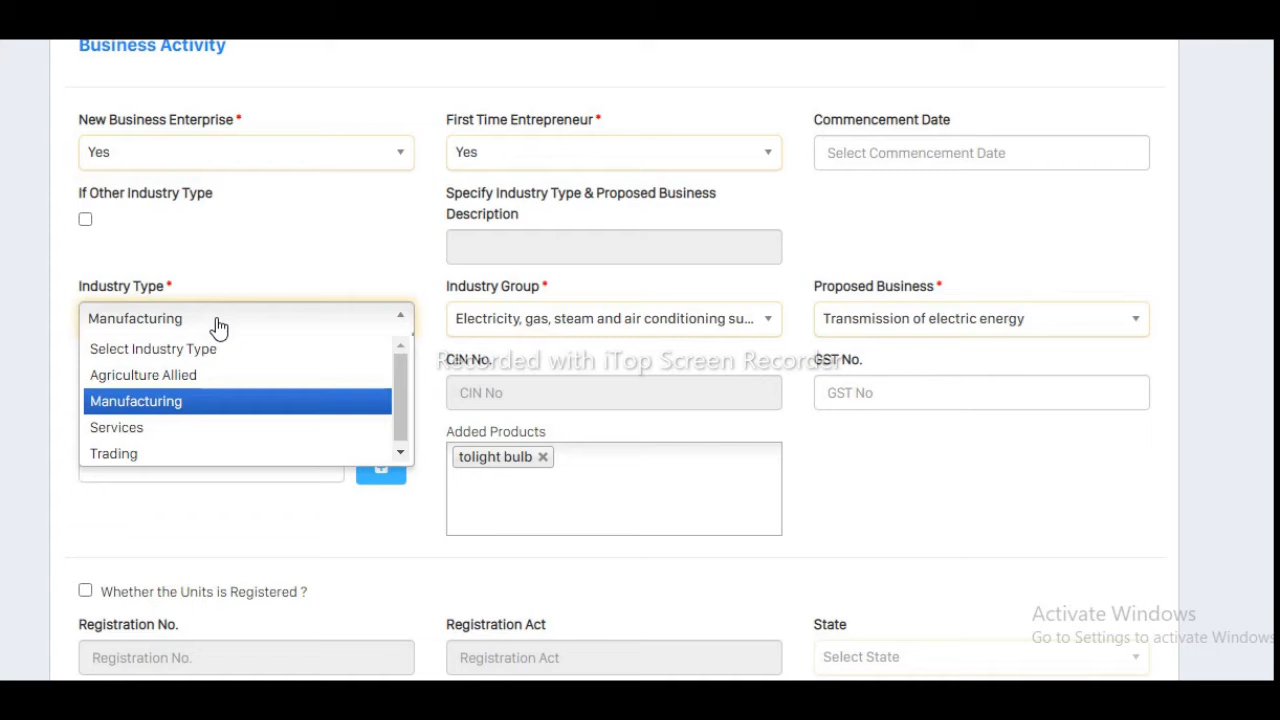 Business Activity
New Business Enterprise *
First Time Entrepreneur *
Commencement Date
Yes
Yes
Select Commencement Date
If Other Industry Type
Specify Industry Type & Proposed Business
Description
Industry Type *
Industry Group *
Proposed Business *
Manufacturing
Electricity, gas, steam and air conditioning su...
Transmission of electric energy
Select Industry Type
Agriculture Allied
Manufacturing
Services
Trading
Recorded with iTop Screen Recorder
CIN No.
GST No.
CIN No
GST No
Added Products
tolight bulb ×
Whether the Units is Registered ?
Registration No.
Registration Act
State
Registration No.
Registration Act
Select State
Activate Windows
Go to Settings to activate Windows